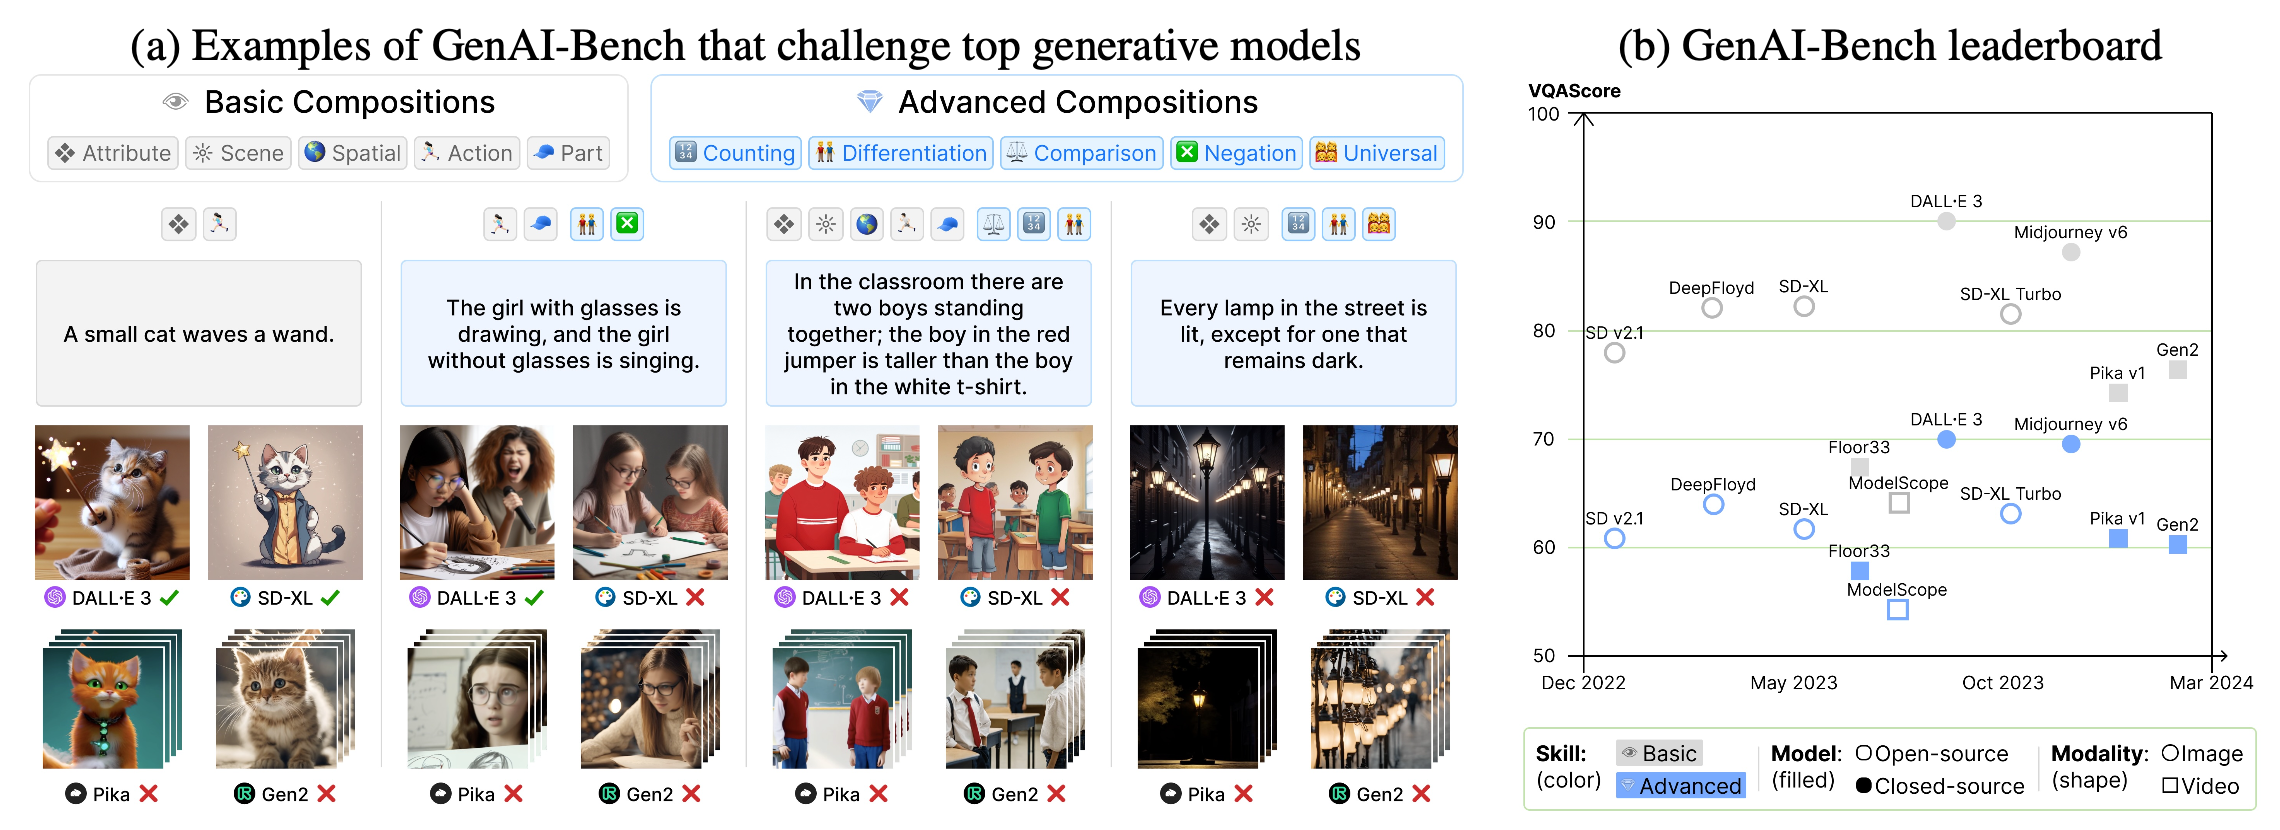 (a) Examples of GenAI-Bench that challenge top generative models
Basic Compositions
Attribute Scene Spatial Action Part
Advanced Compositions
Counting Differentiation Comparison Negation Universal
A small cat waves a wand.
The girl with glasses is
drawing, and the girl
without glasses is singing.
In the classroom there are
two boys standing
together; the boy in the red
jumper is taller than the boy
in the white t-shirt.
Every lamp in the street is
lit, except for one that
remains dark.
DALL·E 3 SD-XL DALL·E 3 SD-XL DALL·E 3 SD-XL DALL·E 3 SD-XL
Pika Gen2 Pika Gen2 Pika Gen2 Pika Gen2
(b) GenAI-Bench leaderboard
VQAScore
100
90
80
70
60
50
DALL·E 3
Midjourney v6
DeepFloyd
SD-XL
SD-XL Turbo
SD v2.1
Gen2
Pika v1
DALL·E 3
Midjourney v6
Floor33
ModelScope
DeepFloyd
SD-XL Turbo
SD-XL
SD v2.1
Pika v1
Gen2
Floor33
ModelScope
Dec 2022 May 2023 Oct 2023 Mar 2024
Skill: Basic Model: Open-source Modality: Image
(color) Advanced (filled) Closed-source (shape) Video